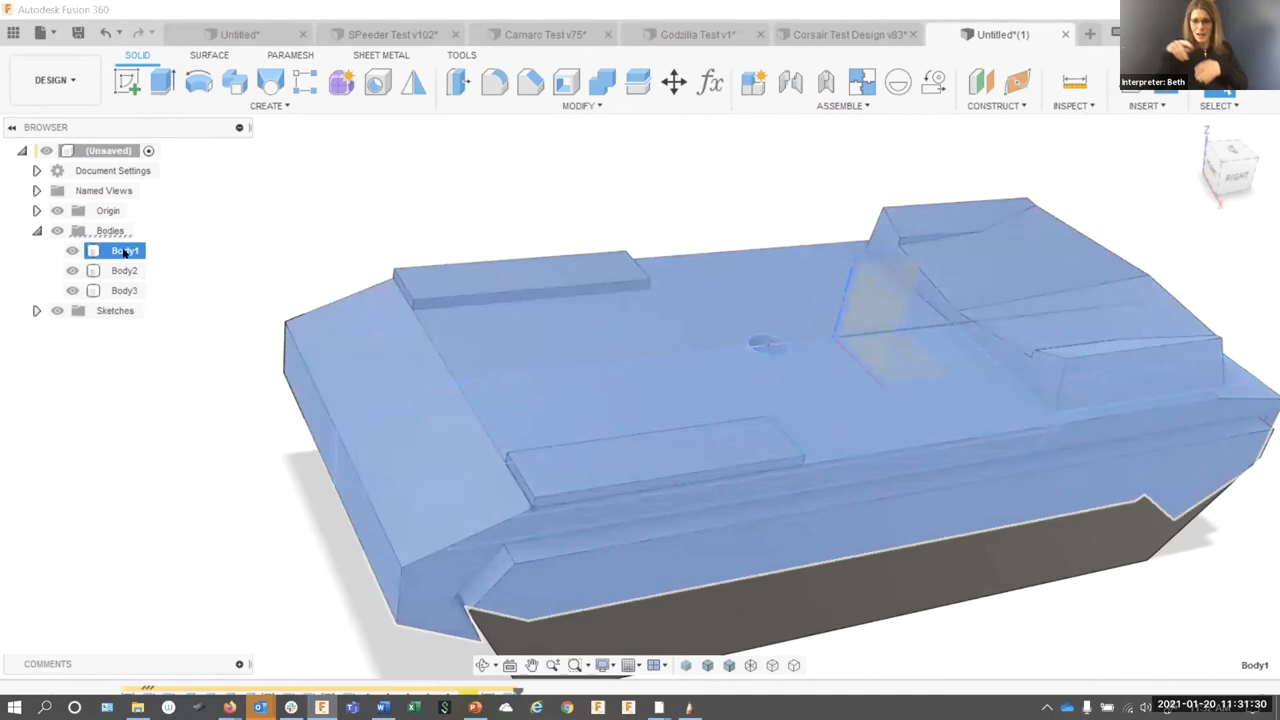 Autodesk Fusion 360
Untitled*
SPeeder Test v102*
Camaro Test v75*
Godzilla Test v1*
Corsair Test Design v83*
Untitled*(1)
Interpreter: Beth
SOLID
SURFACE
PARAMESH
SHEET METAL
TOOLS
DESIGN
CREATE
MODIFY
ASSEMBLE
CONSTRUCT
INSPECT
INSERT
SELECT
BROWSER
(Unsaved)
Document Settings
Named Views
Origin
Bodies
Body1
Body2
Body3
Sketches
Z
RIGHT
X
COMMENTS
Body1
2021-01-20 11:31:30